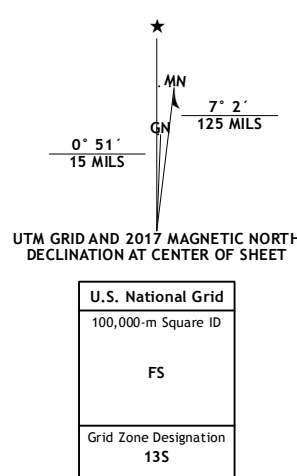 ★
MN
GN
7° 2´
125 MILS
0° 51´
15 MILS
UTM GRID AND 2017 MAGNETIC NORTH
DECLINATION AT CENTER OF SHEET
U.S. National Grid
100,000-m Square ID
FS
Grid Zone Designation
13S